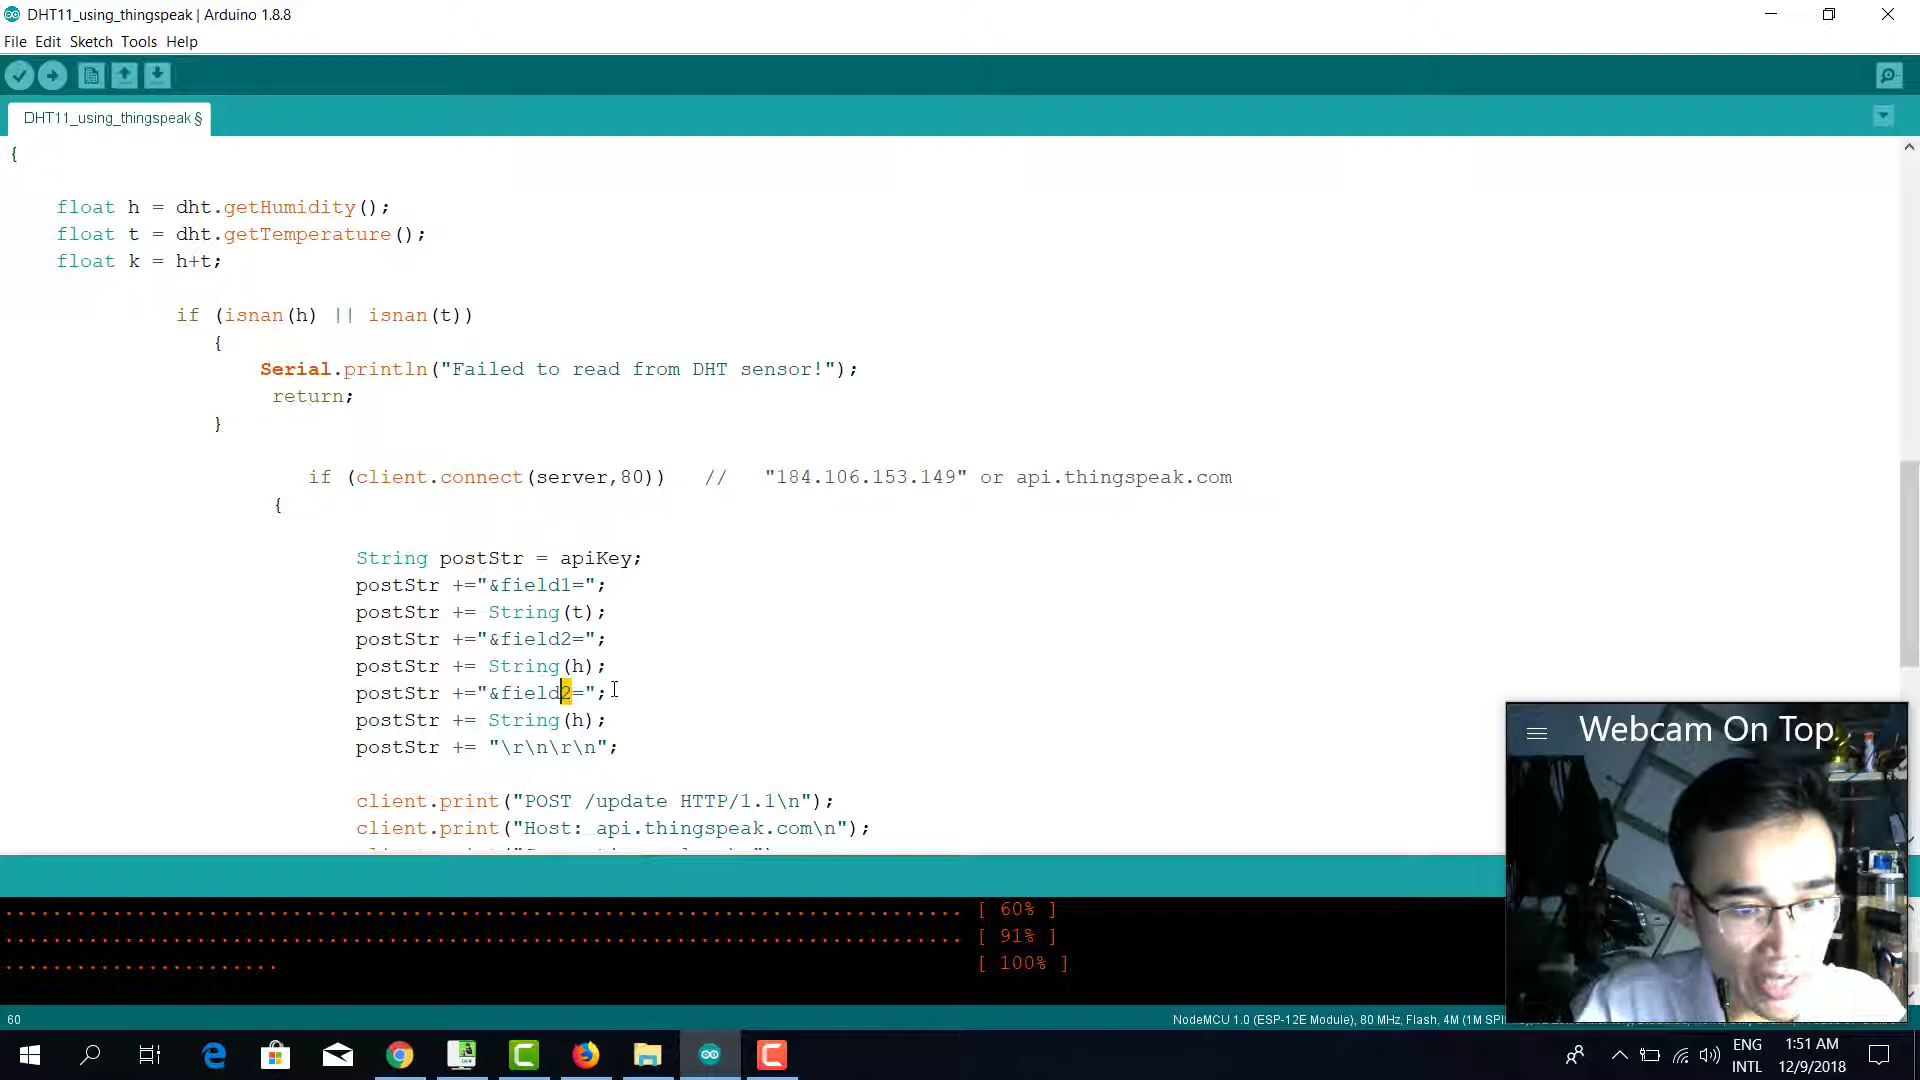 DHT11_using_thingspeak | Arduino 1.8.8
File Edit Sketch Tools Help
DHT11_using_thingspeak §
{
float h = dht.getHumidity();
float t = dht.getTemperature();
float k = h+t;
if (isnan(h) || isnan(t))
{
Serial.println("Failed to read from DHT sensor!");
return;
}
if (client.connect(server,80)) // "184.106.153.149" or api.thingspeak.com
{
String postStr = apiKey;
postStr +="&field1=";
postStr += String(t);
postStr +="&field2=";
postStr += String(h);
postStr +="&field2=";
postStr += String(h);
postStr += "\r\n\r\n";
client.print("POST /update HTTP/1.1\n");
client.print("Host: api.thingspeak.com\n");
Webcam On Top.
................................................................................ [ 60% ]
................................................................................ [ 91% ]
....................... [ 100% ]
60
NodeMCU 1.0 (ESP-12E Module), 80 MHz, Flash, 4M (1M
ENG
INTL
1:51 AM
12/9/2018